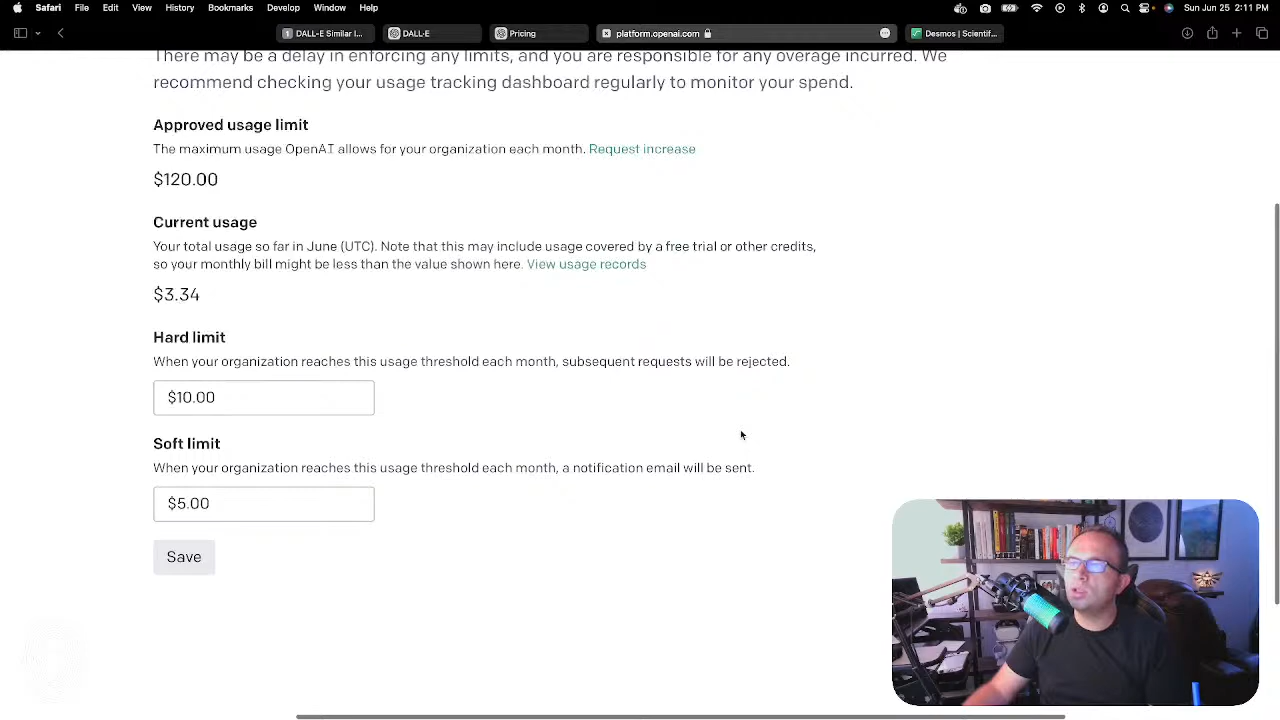 Safari File Edit View History Bookmarks Develop Window Help Sun Jun 25 2:11 PM
DALL-E Similar I... DALL-E Pricing platform.openai.com Desmos | Scientif...
There may be a delay in enforcing any limits, and you are responsible for any overage incurred. We
recommend checking your usage tracking dashboard regularly to monitor your spend.
Approved usage limit
The maximum usage OpenAI allows for your organization each month. Request increase
$120.00
Current usage
Your total usage so far in June (UTC). Note that this may include usage covered by a free trial or other credits,
so your monthly bill might be less than the value shown here. View usage records
$3.34
Hard limit
When your organization reaches this usage threshold each month, subsequent requests will be rejected.
$10.00
Soft limit
When your organization reaches this usage threshold each month, a notification email will be sent.
$5.00
Save